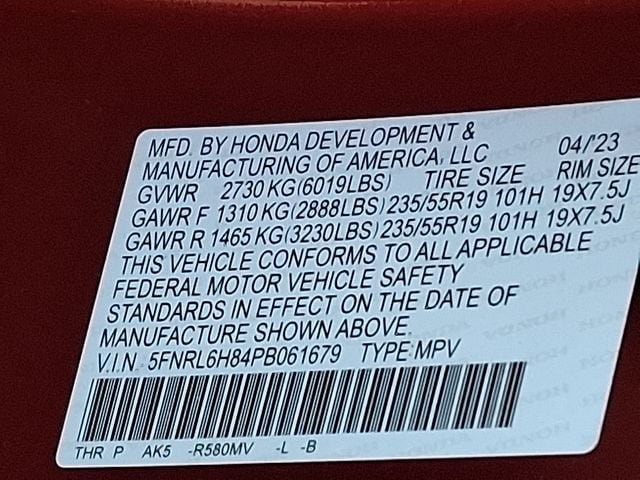 MFD. BY HONDA DEVELOPMENT &
MANUFACTURING OF AMERICA, LLC 04/'23
GVWR 2730 KG(6019LBS) TIRE SIZE RIM SIZE
GAWR F 1310 KG(2888LBS) 235/55R19 101H 19X7.5J
GAWR R 1465 KG(3230LBS) 235/55R19 101H 19X7.5J
THIS VEHICLE CONFORMS TO ALL APPLICABLE
FEDERAL MOTOR VEHICLE SAFETY
STANDARDS IN EFFECT ON THE DATE OF
MANUFACTURE SHOWN ABOVE.
V.I.N. 5FNRL6H84PB061679 TYPE:MPV
THR P AK5 -R580MV -L -B